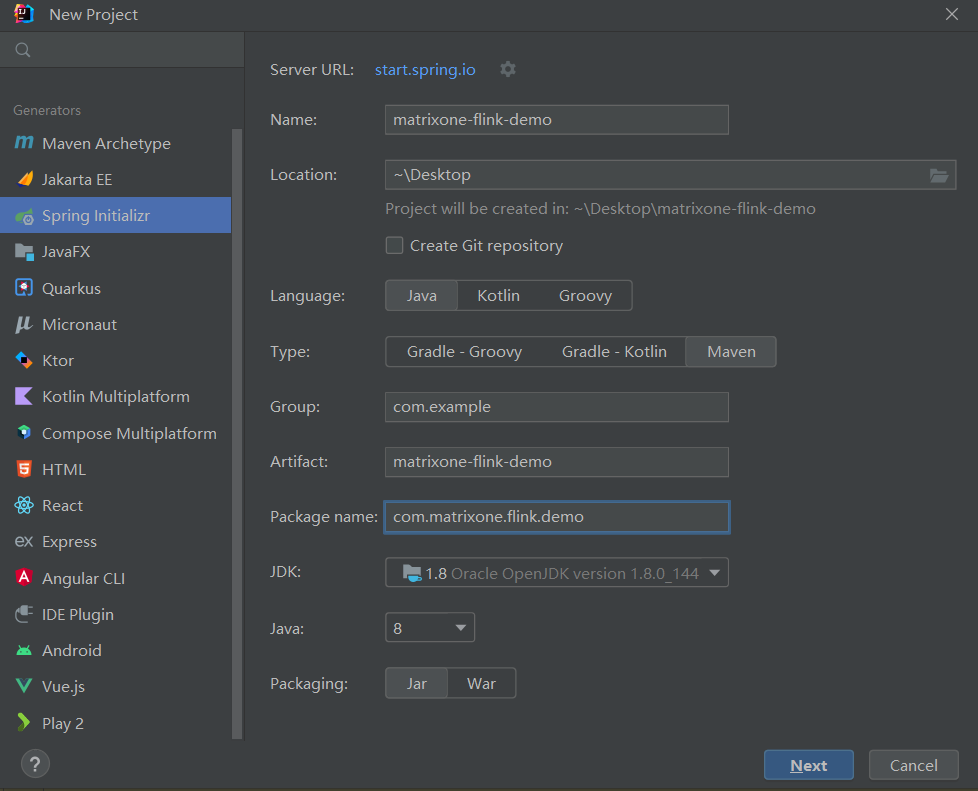 New Project
Generators
Maven Archetype
Jakarta EE
Spring Initializr
JavaFX
Quarkus
Micronaut
Ktor
Kotlin Multiplatform
Compose Multiplatform
HTML
React
ex Express
Angular CLI
IDE Plugin
Android
Vue.js
Play 2
?
Server URL: start.spring.io
Name: matrixone-flink-demo
Location: ~\Desktop
Project will be created in: ~\Desktop\matrixone-flink-demo
Create Git repository
Language: Java Kotlin Groovy
Type: Gradle - Groovy Gradle - Kotlin Maven
Group: com.example
Artifact: matrixone-flink-demo
Package name: com.matrixone.flink.demo
JDK: 1.8 Oracle OpenJDK version 1.8.0_144
Java: 8
Packaging: Jar War
Next Cancel